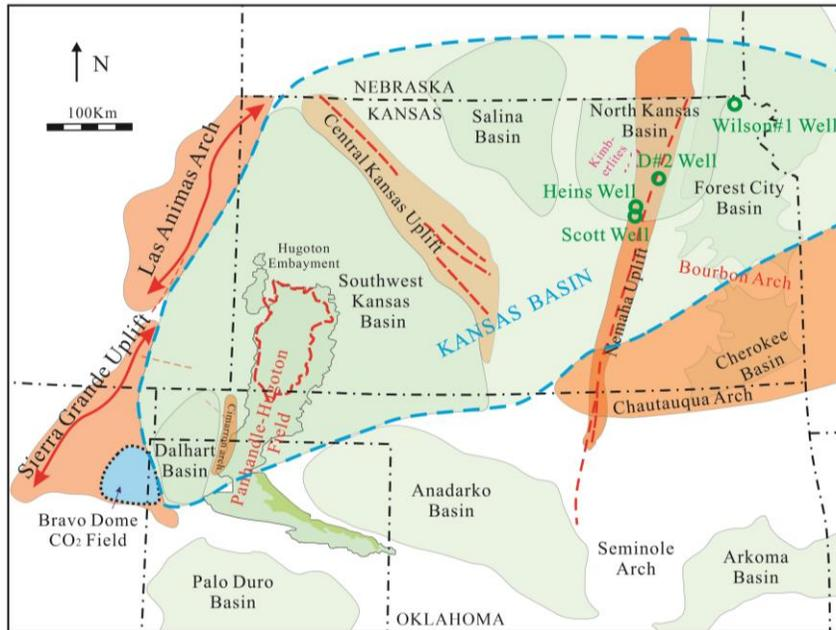 N
100Km
NEBRASKA
KANSAS
Las Animas Arch
Central Kansas Uplift
Salina
Basin
North Kansas
Basin
Kimb-
erlites
Wilson#1 Well
D#2 Well
Heins Well
Scott Well
Forest City
Basin
Hugoton
Embayment
Southwest
Kansas
Basin
KANSAS BASIN
Nemaha Uplift
Bourbon Arch
Cherokee
Basin
Chautauqua Arch
Sierra Grande Uplift
Cimarron arch
Panhandle-Hugoton
Field
Dalhart
Basin
Bravo Dome
CO2 Field
Anadarko
Basin
Seminole
Arch
Arkoma
Basin
Palo Duro
Basin
OKLAHOMA